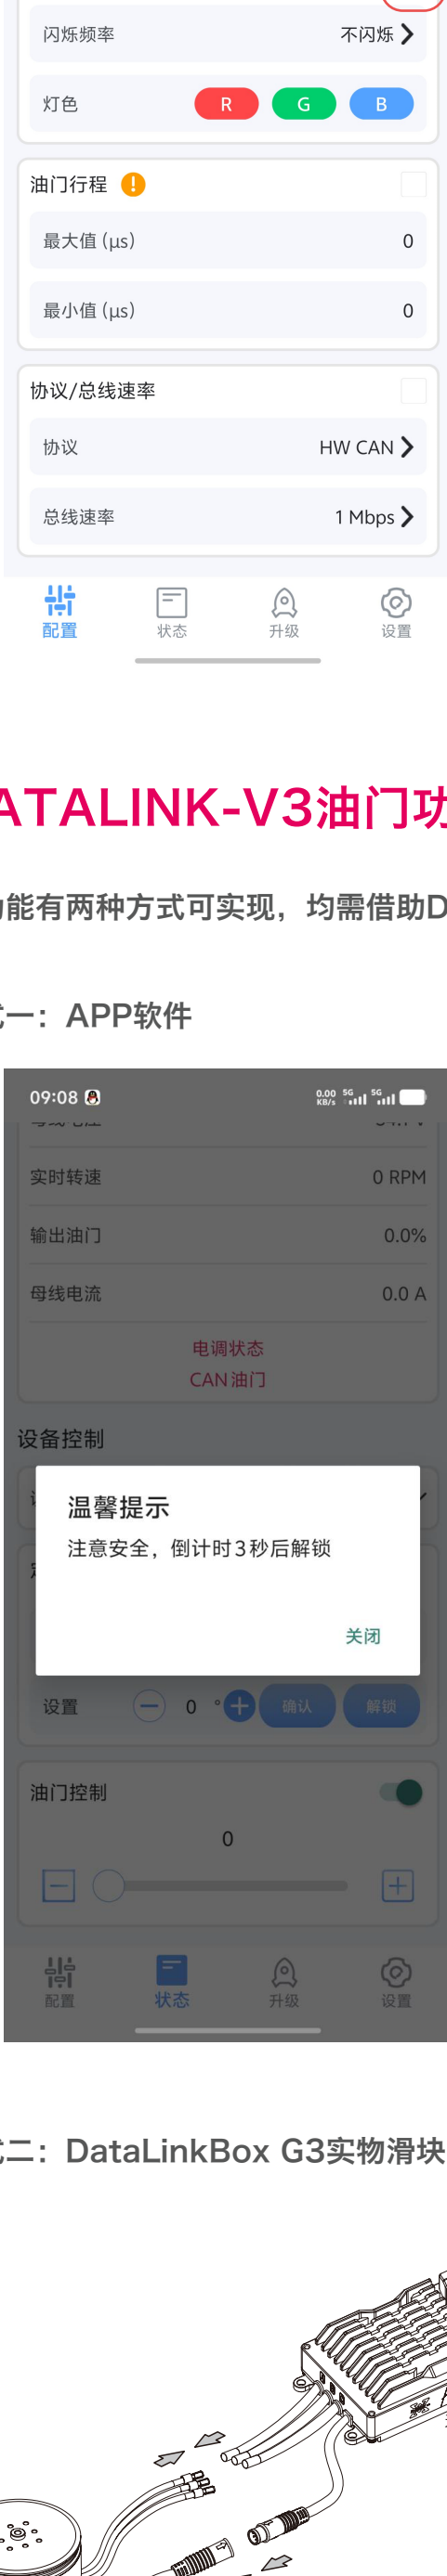 闪烁频率 不闪烁
灯色 R G B
油门行程 !
最大值 (μs) 0
最小值 (μs) 0
协议/总线速率
协议 HW CAN
总线速率 1 Mbps
配置 状态 升级 设置
ATALINK-V3油门功
能有两种方式可实现，均需借助D
一：APP软件
09:08 0.00 KB/s 5G 5G
实时转速 0 RPM
输出油门 0.0%
母线电流 0.0 A
电调状态
CAN 油门
设备控制
温馨提示
注意安全，倒计时3秒后解锁
关闭
设置 0 ° 确认 解锁
油门控制
0
配置 状态 升级 设置
二：DataLinkBox G3实物滑块